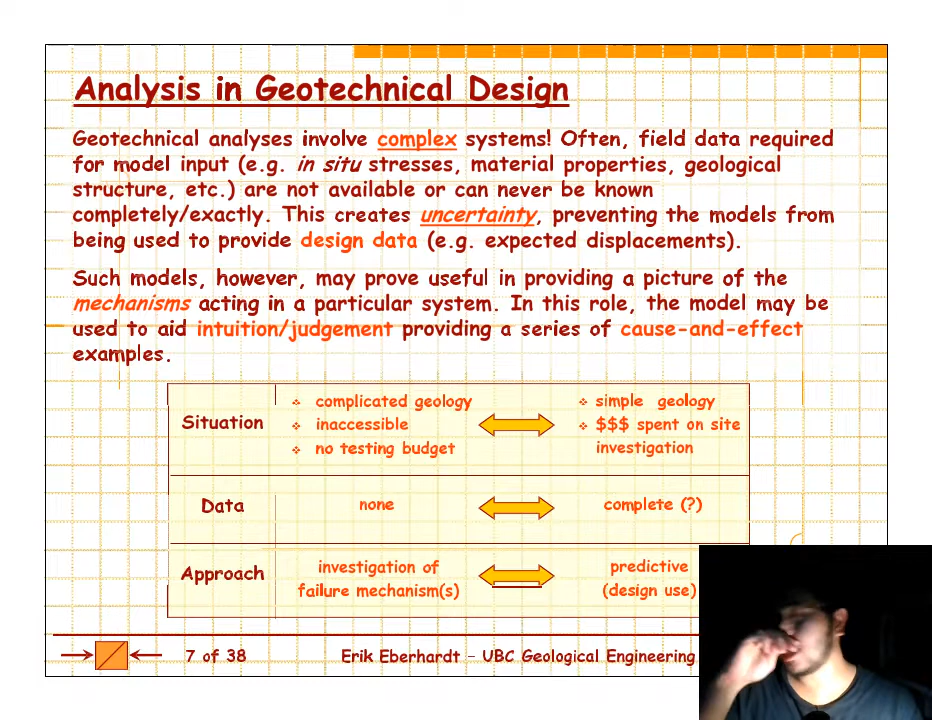 Analysis in Geotechnical Design
Geotechnical analyses involve complex systems! Often, field data required
for model input (e.g. in situ stresses, material properties, geological
structure, etc.) are not available or can never be known
completely/exactly. This creates uncertainty, preventing the models from
being used to provide design data (e.g. expected displacements).
Such models, however, may prove useful in providing a picture of the
mechanisms acting in a particular system. In this role, the model may be
used to aid intuition/judgement providing a series of cause-and-effect
examples.
Situation
❖ complicated geology
❖ inaccessible
❖ no testing budget
❖ simple geology
❖ $$$ spent on site
investigation
Data
none
complete (?)
Approach
investigation of
failure mechanism(s)
predictive
(design use)
7 of 38
Erik Eberhardt – UBC Geological Engineering